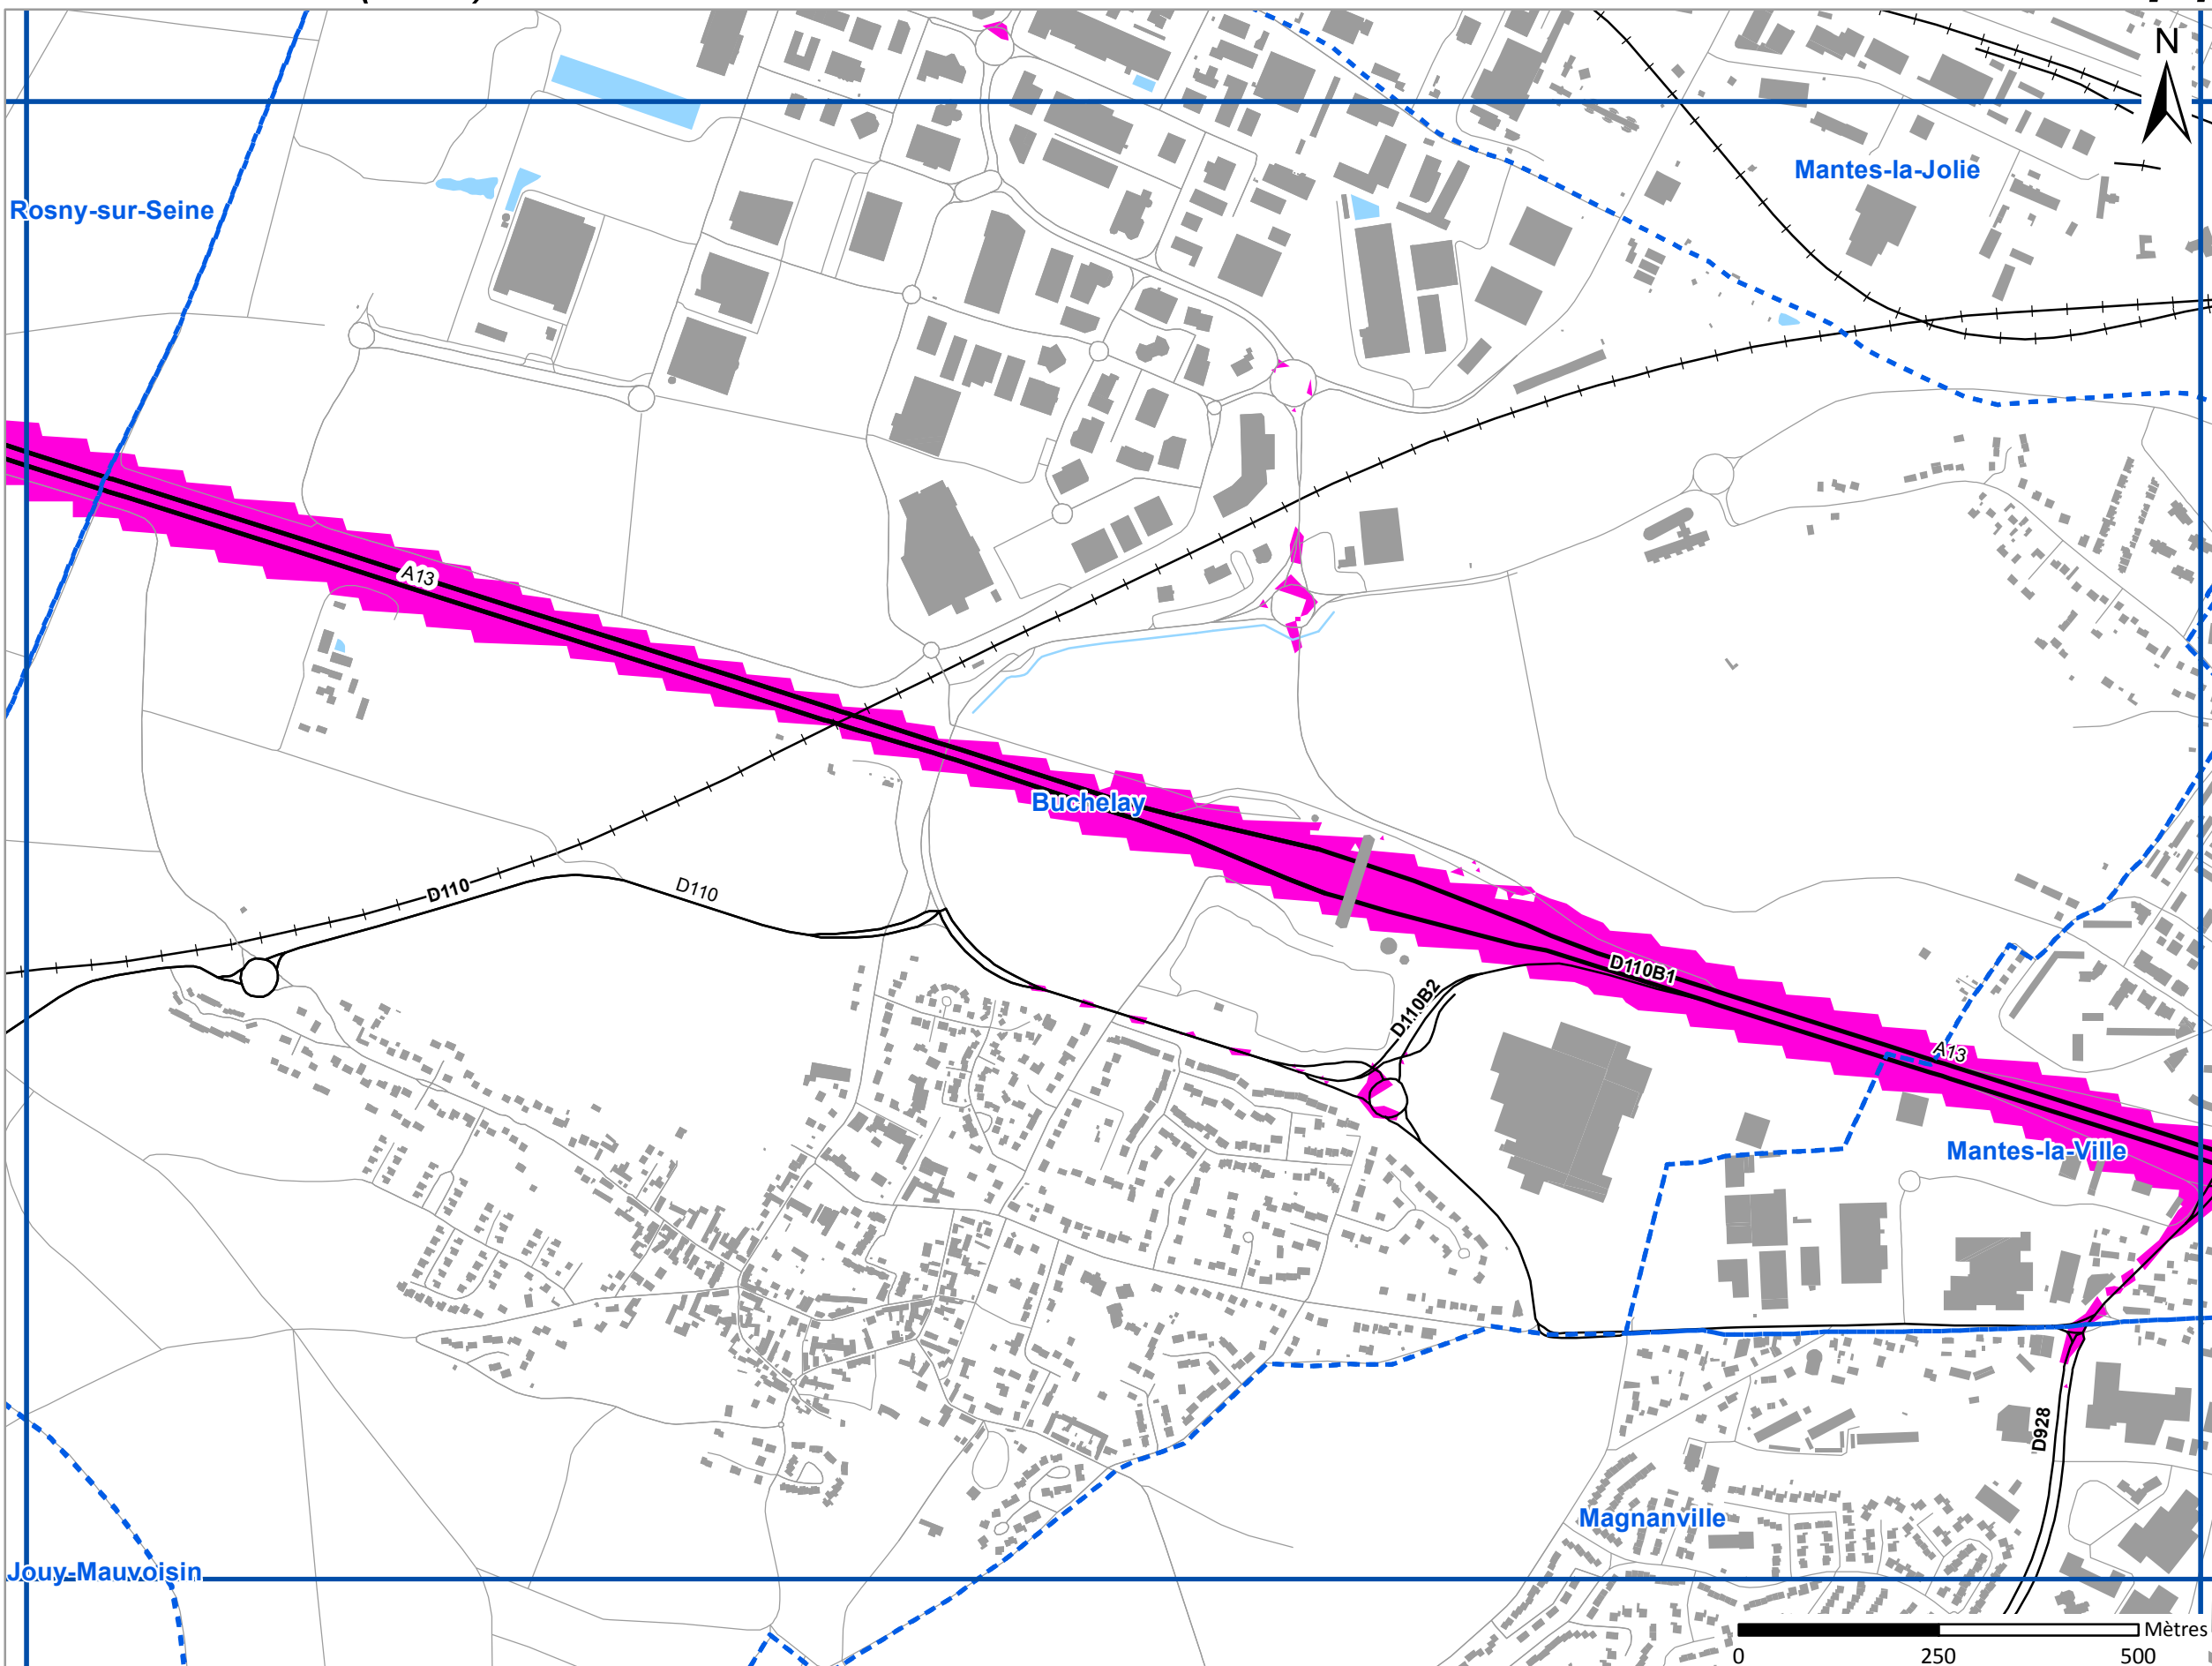 N
Mantes-la-Jolie
Rosny-sur-Seine
A13
Buchelay
D110
D110
D110B1
D110B2
A13
Mantes-la-Ville
D928
Magnanville
Jouy-Mauvoisin
Mètres
0 250 500